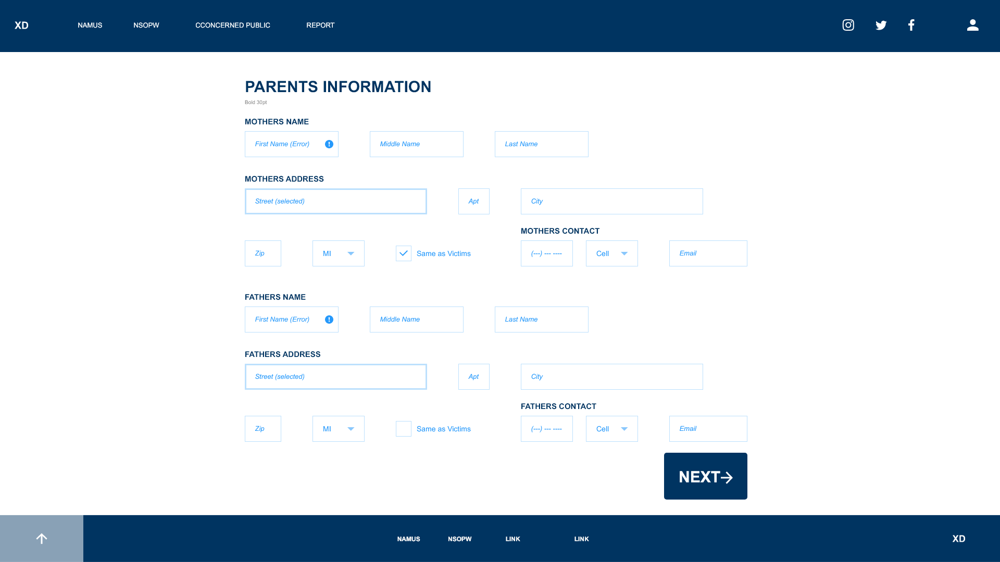 XD NAMUS NSOPW CCONCERNED PUBLIC REPORT
PARENTS INFORMATION
Bold 30pt
MOTHERS NAME
First Name (Error) Middle Name Last Name
MOTHERS ADDRESS
Street (selected) Apt City
MOTHERS CONTACT
Zip MI Same as Victims (---) --- ---- Cell Email
FATHERS NAME
First Name (Error) Middle Name Last Name
FATHERS ADDRESS
Street (selected) Apt City
FATHERS CONTACT
Zip MI Same as Victims (---) --- ---- Cell Email
NEXT
NAMUS NSOPW LINK LINK XD